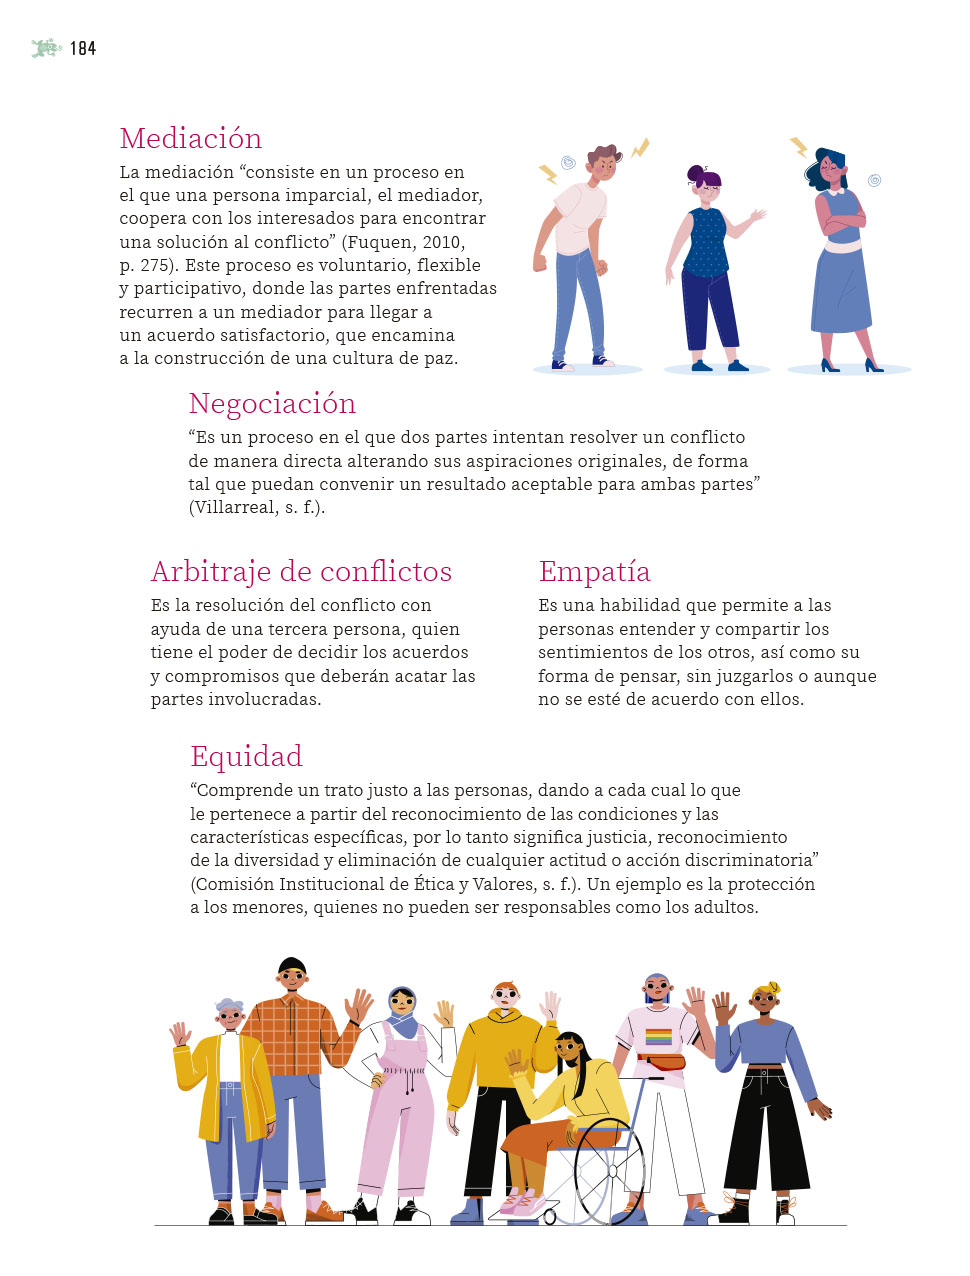 184
Mediación
La mediación “consiste en un proceso en
el que una persona imparcial, el mediador,
coopera con los interesados para encontrar
una solución al conflicto” (Fuquen, 2010,
p. 275). Este proceso es voluntario, flexible
y participativo, donde las partes enfrentadas
recurren a un mediador para llegar a
un acuerdo satisfactorio, que encamina
a la construcción de una cultura de paz.
Negociación
“Es un proceso en el que dos partes intentan resolver un conflicto
de manera directa alterando sus aspiraciones originales, de forma
tal que puedan convenir un resultado aceptable para ambas partes”
(Villarreal, s. f.).
Arbitraje de conflictos
Es la resolución del conflicto con
ayuda de una tercera persona, quien
tiene el poder de decidir los acuerdos
y compromisos que deberán acatar las
partes involucradas.
Empatía
Es una habilidad que permite a las
personas entender y compartir los
sentimientos de los otros, así como su
forma de pensar, sin juzgarlos o aunque
no se esté de acuerdo con ellos.
Equidad
“Comprende un trato justo a las personas, dando a cada cual lo que
le pertenece a partir del reconocimiento de las condiciones y las
características específicas, por lo tanto significa justicia, reconocimiento
de la diversidad y eliminación de cualquier actitud o acción discriminatoria”
(Comisión Institucional de Ética y Valores, s. f.). Un ejemplo es la protección
a los menores, quienes no pueden ser responsables como los adultos.